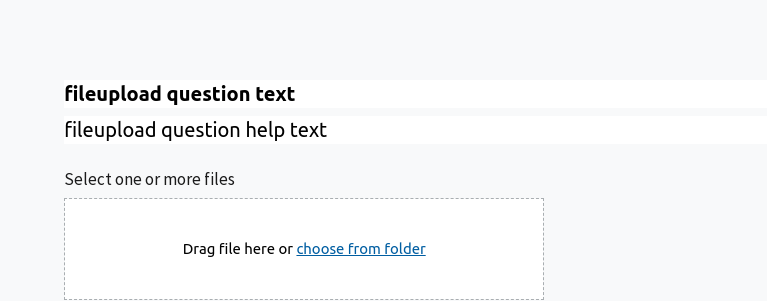 fileupload question text
fileupload question help text
Select one or more files
Drag file here or choose from folder